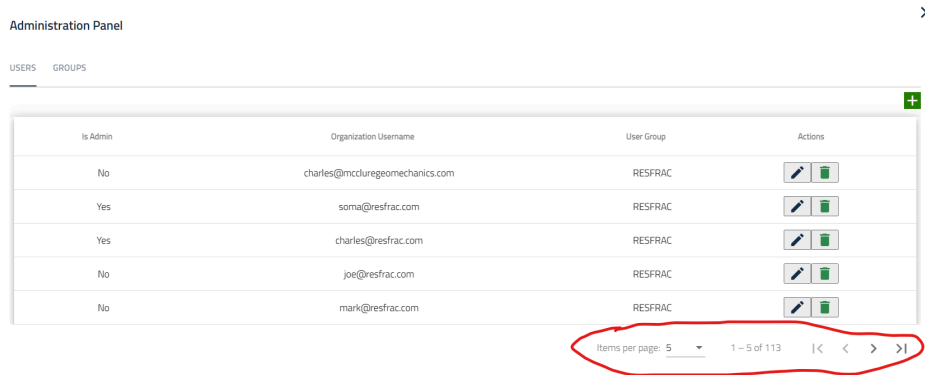 Administration Panel
USERS GROUPS
Is Admin Organization Username User Group Actions
No charles@mccluregeomechanics.com RESFRAC
Yes soma@resfrac.com RESFRAC
Yes charles@resfrac.com RESFRAC
No joe@resfrac.com RESFRAC
No mark@resfrac.com RESFRAC
Items per page: 5 1 – 5 of 113